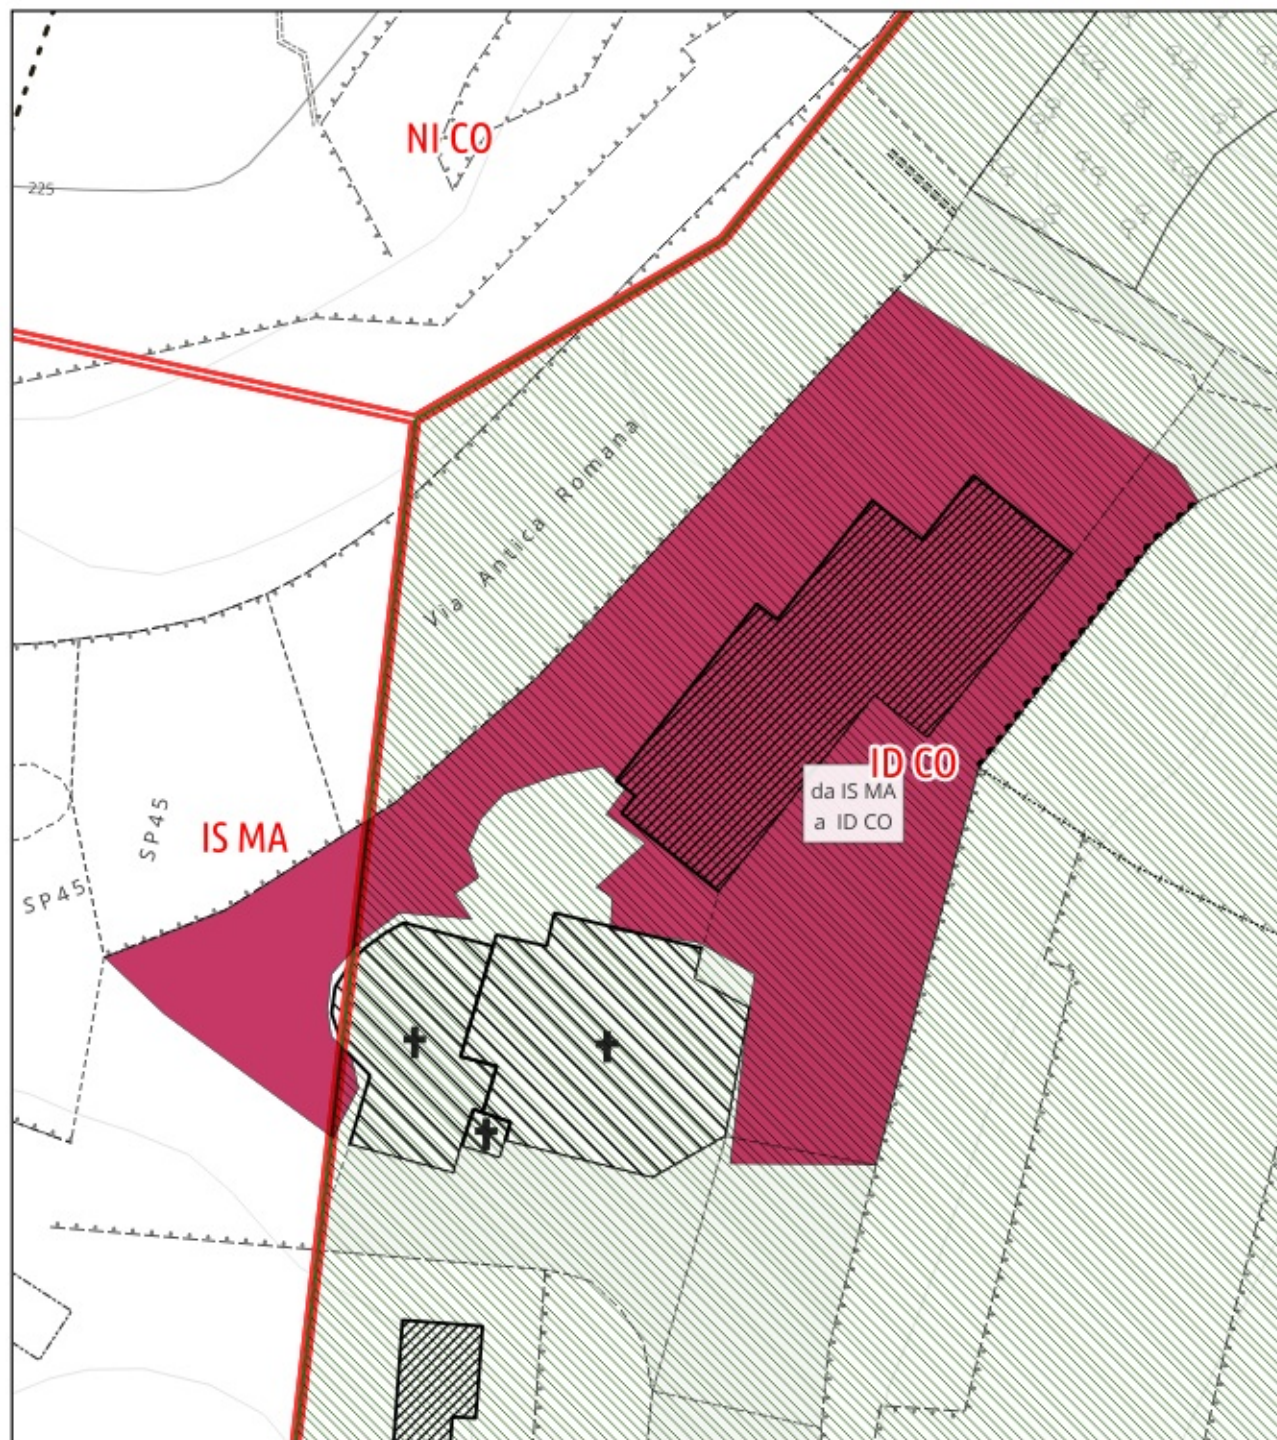 NI CO
225
Via Antica Romana
ID CO
da IS MA
a ID CO
SP45
IS MA
SP45